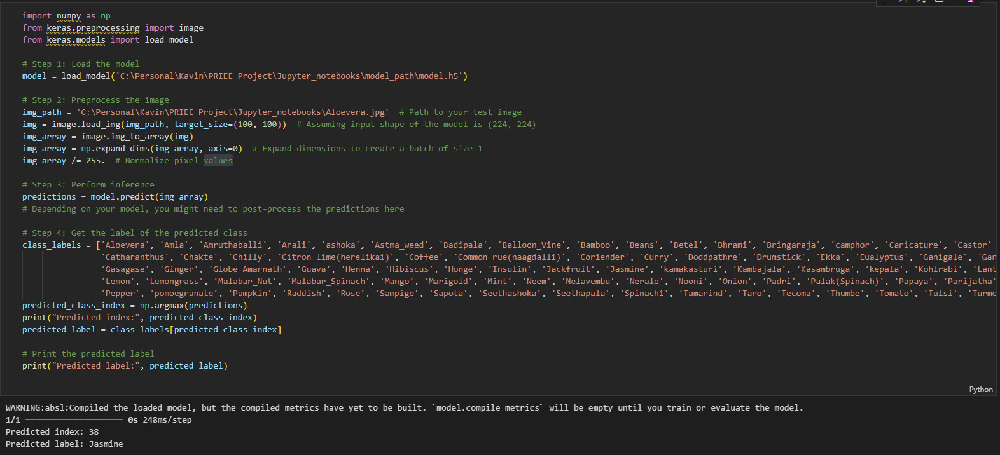 import numpy as np
from keras.preprocessing import image
from keras.models import load_model
# Step 1: Load the model
model = load_model('C:\Personal\Kavin\PRIEE Project\Jupyter_notebooks\model_path\model.h5')
# Step 2: Preprocess the image
img_path = 'C:\Personal\Kavin\PRIEE Project\Jupyter_notebooks\Aloevera.jpg'  # Path to your test image
img = image.load_img(img_path, target_size=(100, 100))  # Assuming input shape of the model is (224, 224)
img_array = image.img_to_array(img)
img_array = np.expand_dims(img_array, axis=0)  # Expand dimensions to create a batch of size 1
img_array /= 255.  # Normalize pixel values
# Step 3: Perform inference
predictions = model.predict(img_array)
# Depending on your model, you might need to post-process the predictions here
# Step 4: Get the label of the predicted class
class_labels = ['Aloevera', 'Amla', 'Amruthaballi', 'Arali', 'ashoka', 'Astma_weed', 'Badipala', 'Balloon_Vine', 'Bamboo', 'Beans', 'Betel', 'Bhrami', 'Bringaraja', 'camphor', 'Caricature', 'Castor'
'Catharanthus', 'Chakte', 'Chilly', 'Citron lime(herelikai)', 'Coffee', 'Common rue(naagdalli)', 'Coriender', 'Curry', 'Doddpathre', 'Drumstick', 'Ekka', 'Eualyptus', 'Ganigale', 'Gan
'Gasagase', 'Ginger', 'Globe Amarnath', 'Guava', 'Henna', 'Hibiscus', 'Honge', 'Insulin', 'Jackfruit', 'Jasmine', 'kamakasturi', 'Kambajala', 'Kasambruga', 'kepala', 'Kohlrabi', 'Lant
'Lemon', 'Lemongrass', 'Malabar_Nut', 'Malabar_Spinach', 'Mango', 'Marigold', 'Mint', 'Neem', 'Nelavembu', 'Nerale', 'Nooni', 'Onion', 'Padri', 'Palak(Spinach)', 'Papaya', 'Parijatha'
'Pepper', 'pomoegranate', 'Pumpkin', 'Raddish', 'Rose', 'Sampige', 'Sapota', 'Seethashoka', 'Seethapala', 'Spinach1', 'Tamarind', 'Taro', 'Tecoma', 'Thumbe', 'Tomato', 'Tulsi', 'Turme
predicted_class_index = np.argmax(predictions)
print("Predicted index:", predicted_class_index)
predicted_label = class_labels[predicted_class_index]
# Print the predicted label
print("Predicted label:", predicted_label)
Python
WARNING:absl:Compiled the loaded model, but the compiled metrics have yet to be built. `model.compile_metrics` will be empty until you train or evaluate the model.
1/1 ━━━━━━━━━━━━━━━━━━━━ 0s 248ms/step
Predicted index: 38
Predicted label: Jasmine